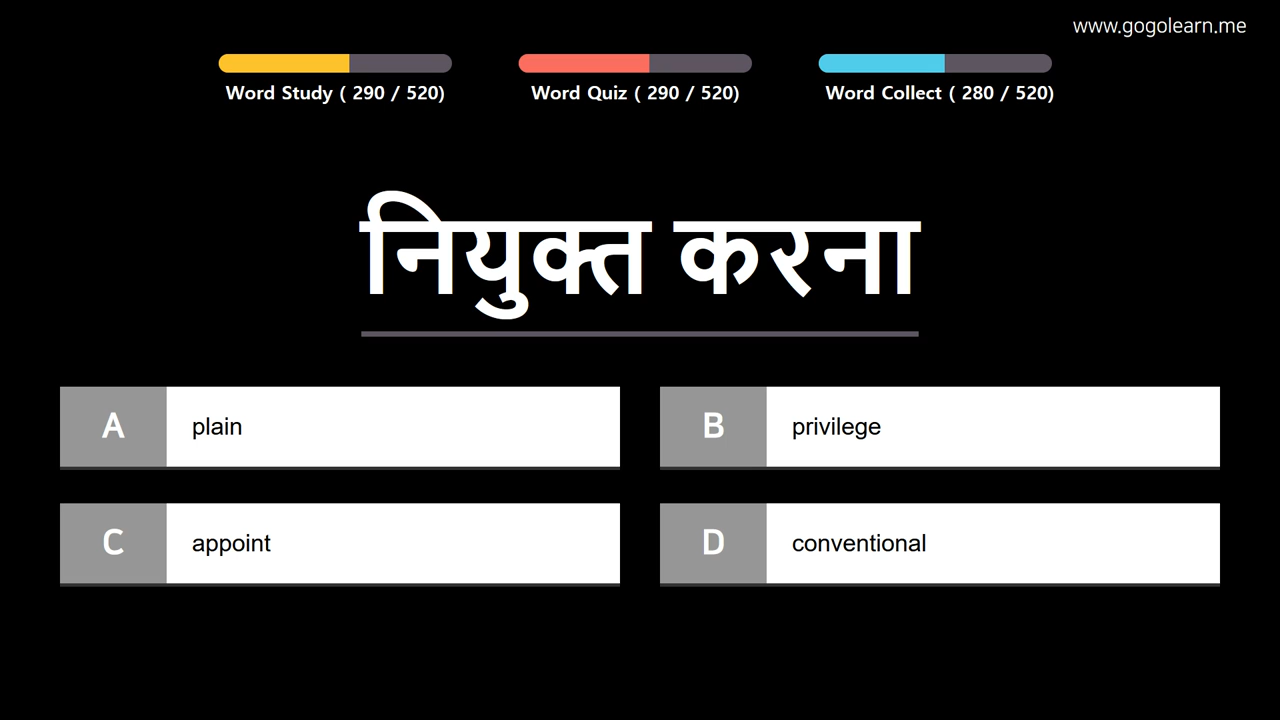 www.gogolearn.me
Word Study ( 290 / 520)
Word Quiz ( 290 / 520)
Word Collect ( 280 / 520)
नियुक्त करना
A plain
B privilege
C appoint
D conventional